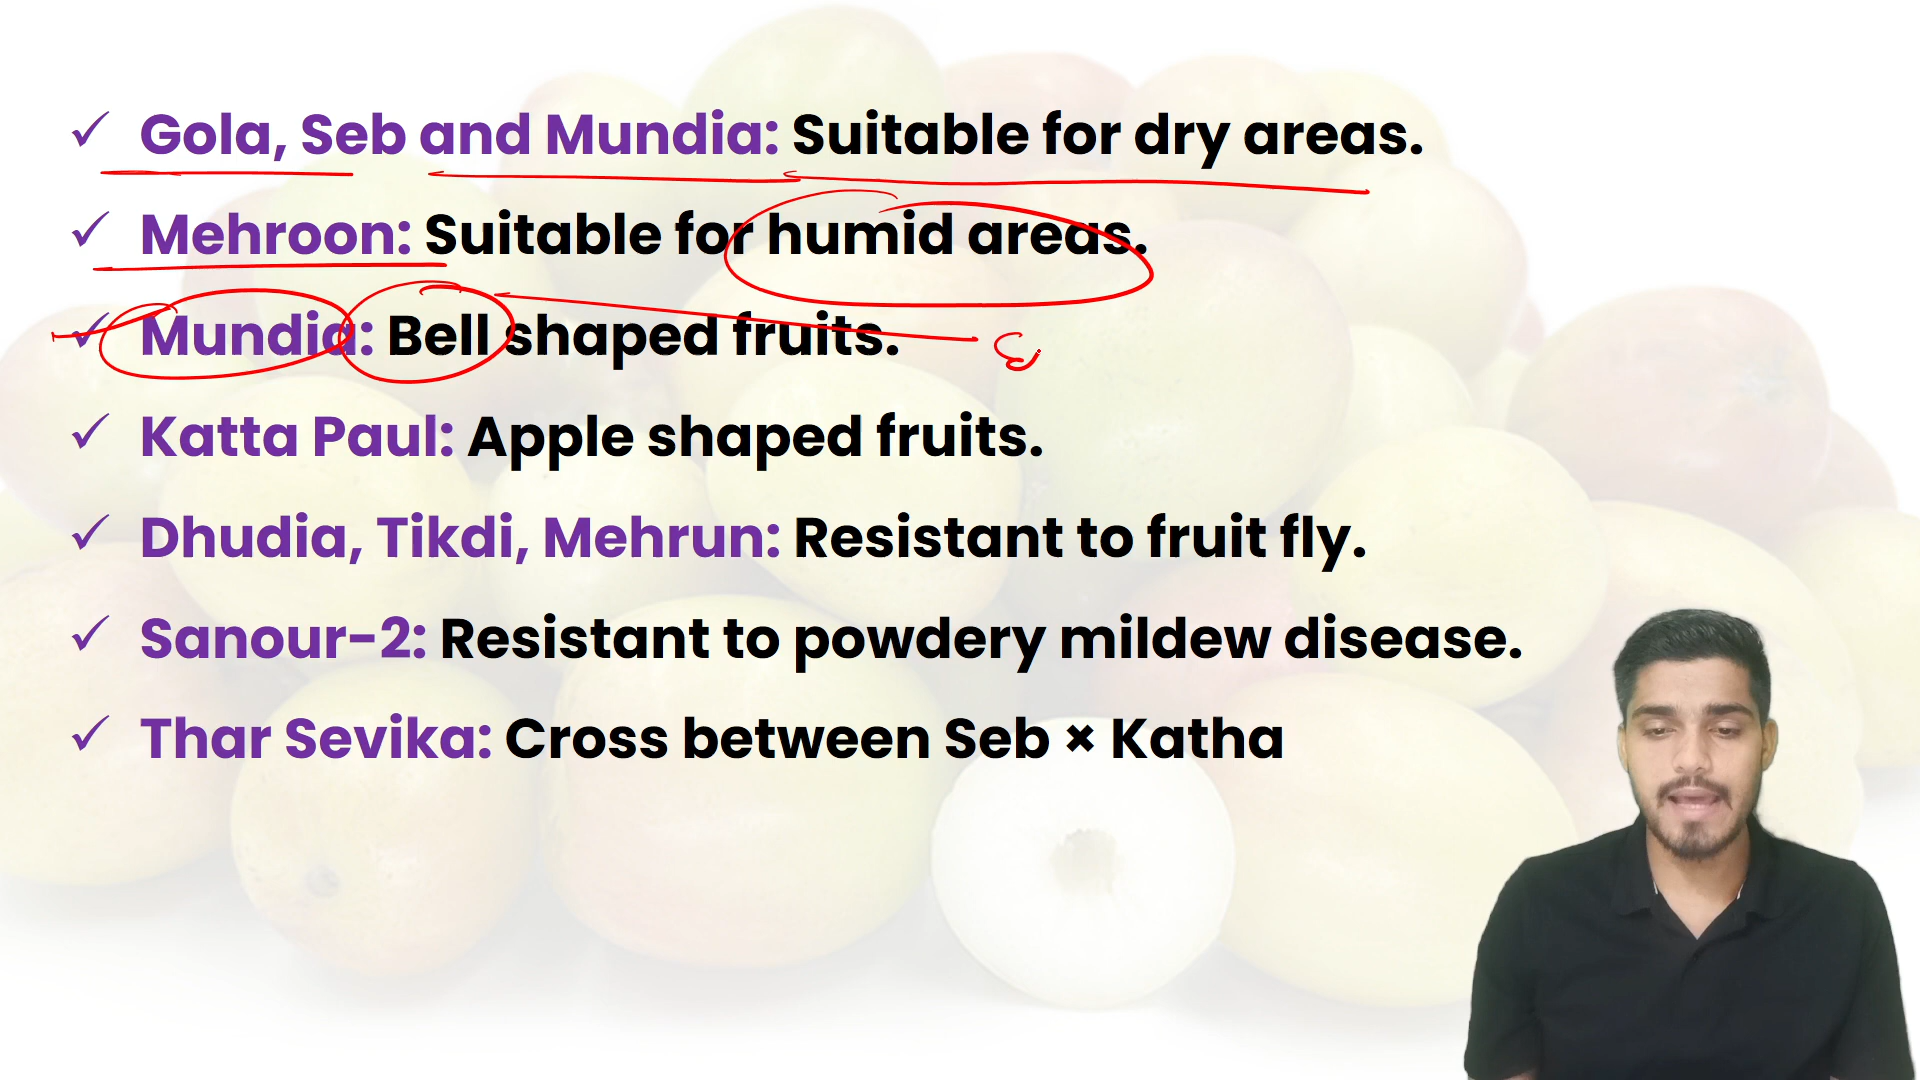 ✓ Gola, Seb and Mundia: Suitable for dry areas.
✓ Mehroon: Suitable for humid areas.
✓ Mundia: Bell shaped fruits.
✓ Katta Paul: Apple shaped fruits.
✓ Dhudia, Tikdi, Mehrun: Resistant to fruit fly.
✓ Sanour-2: Resistant to powdery mildew disease.
✓ Thar Sevika: Cross between Seb × Katha